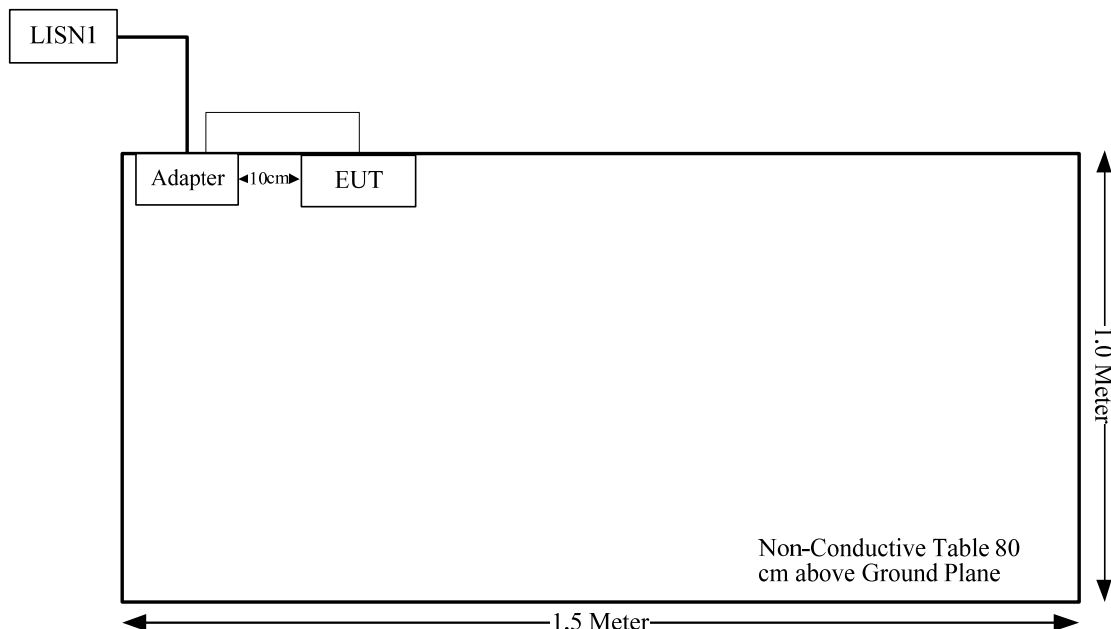 LISN1
Adapter
10cm
EUT
1.0 Meter
Non-Conductive Table 80
cm above Ground Plane
1.5 Meter